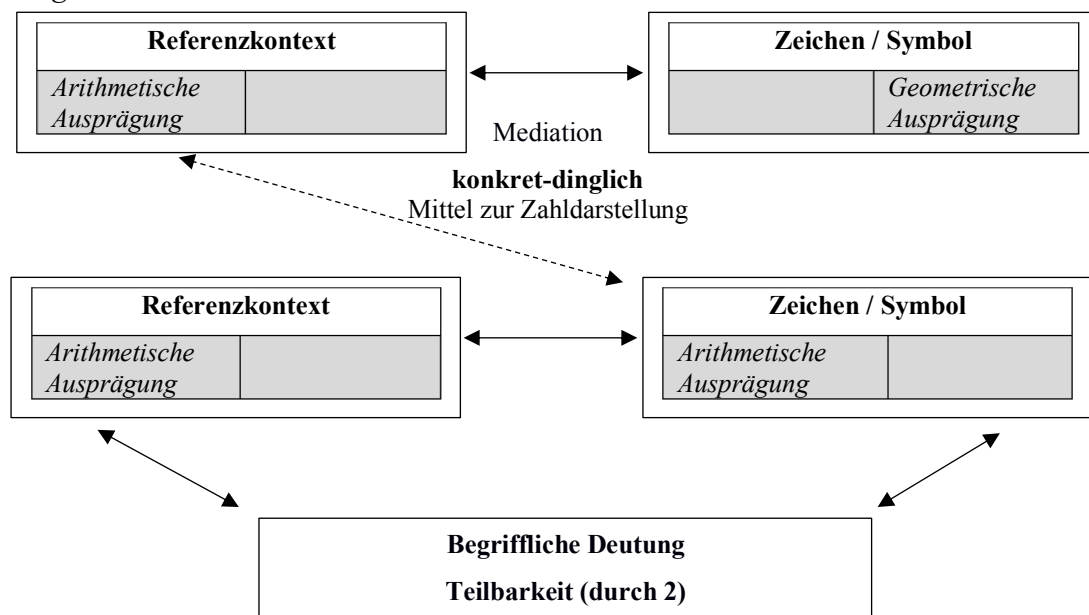 Referenzkontext
Arithmetische
Ausprägung
Zeichen / Symbol
Geometrische
Ausprägung
Mediation
konkret-dinglich
Mittel zur Zahldarstellung
Referenzkontext
Arithmetische
Ausprägung
Zeichen / Symbol
Arithmetische
Ausprägung
Begriffliche Deutung
Teilbarkeit (durch 2)